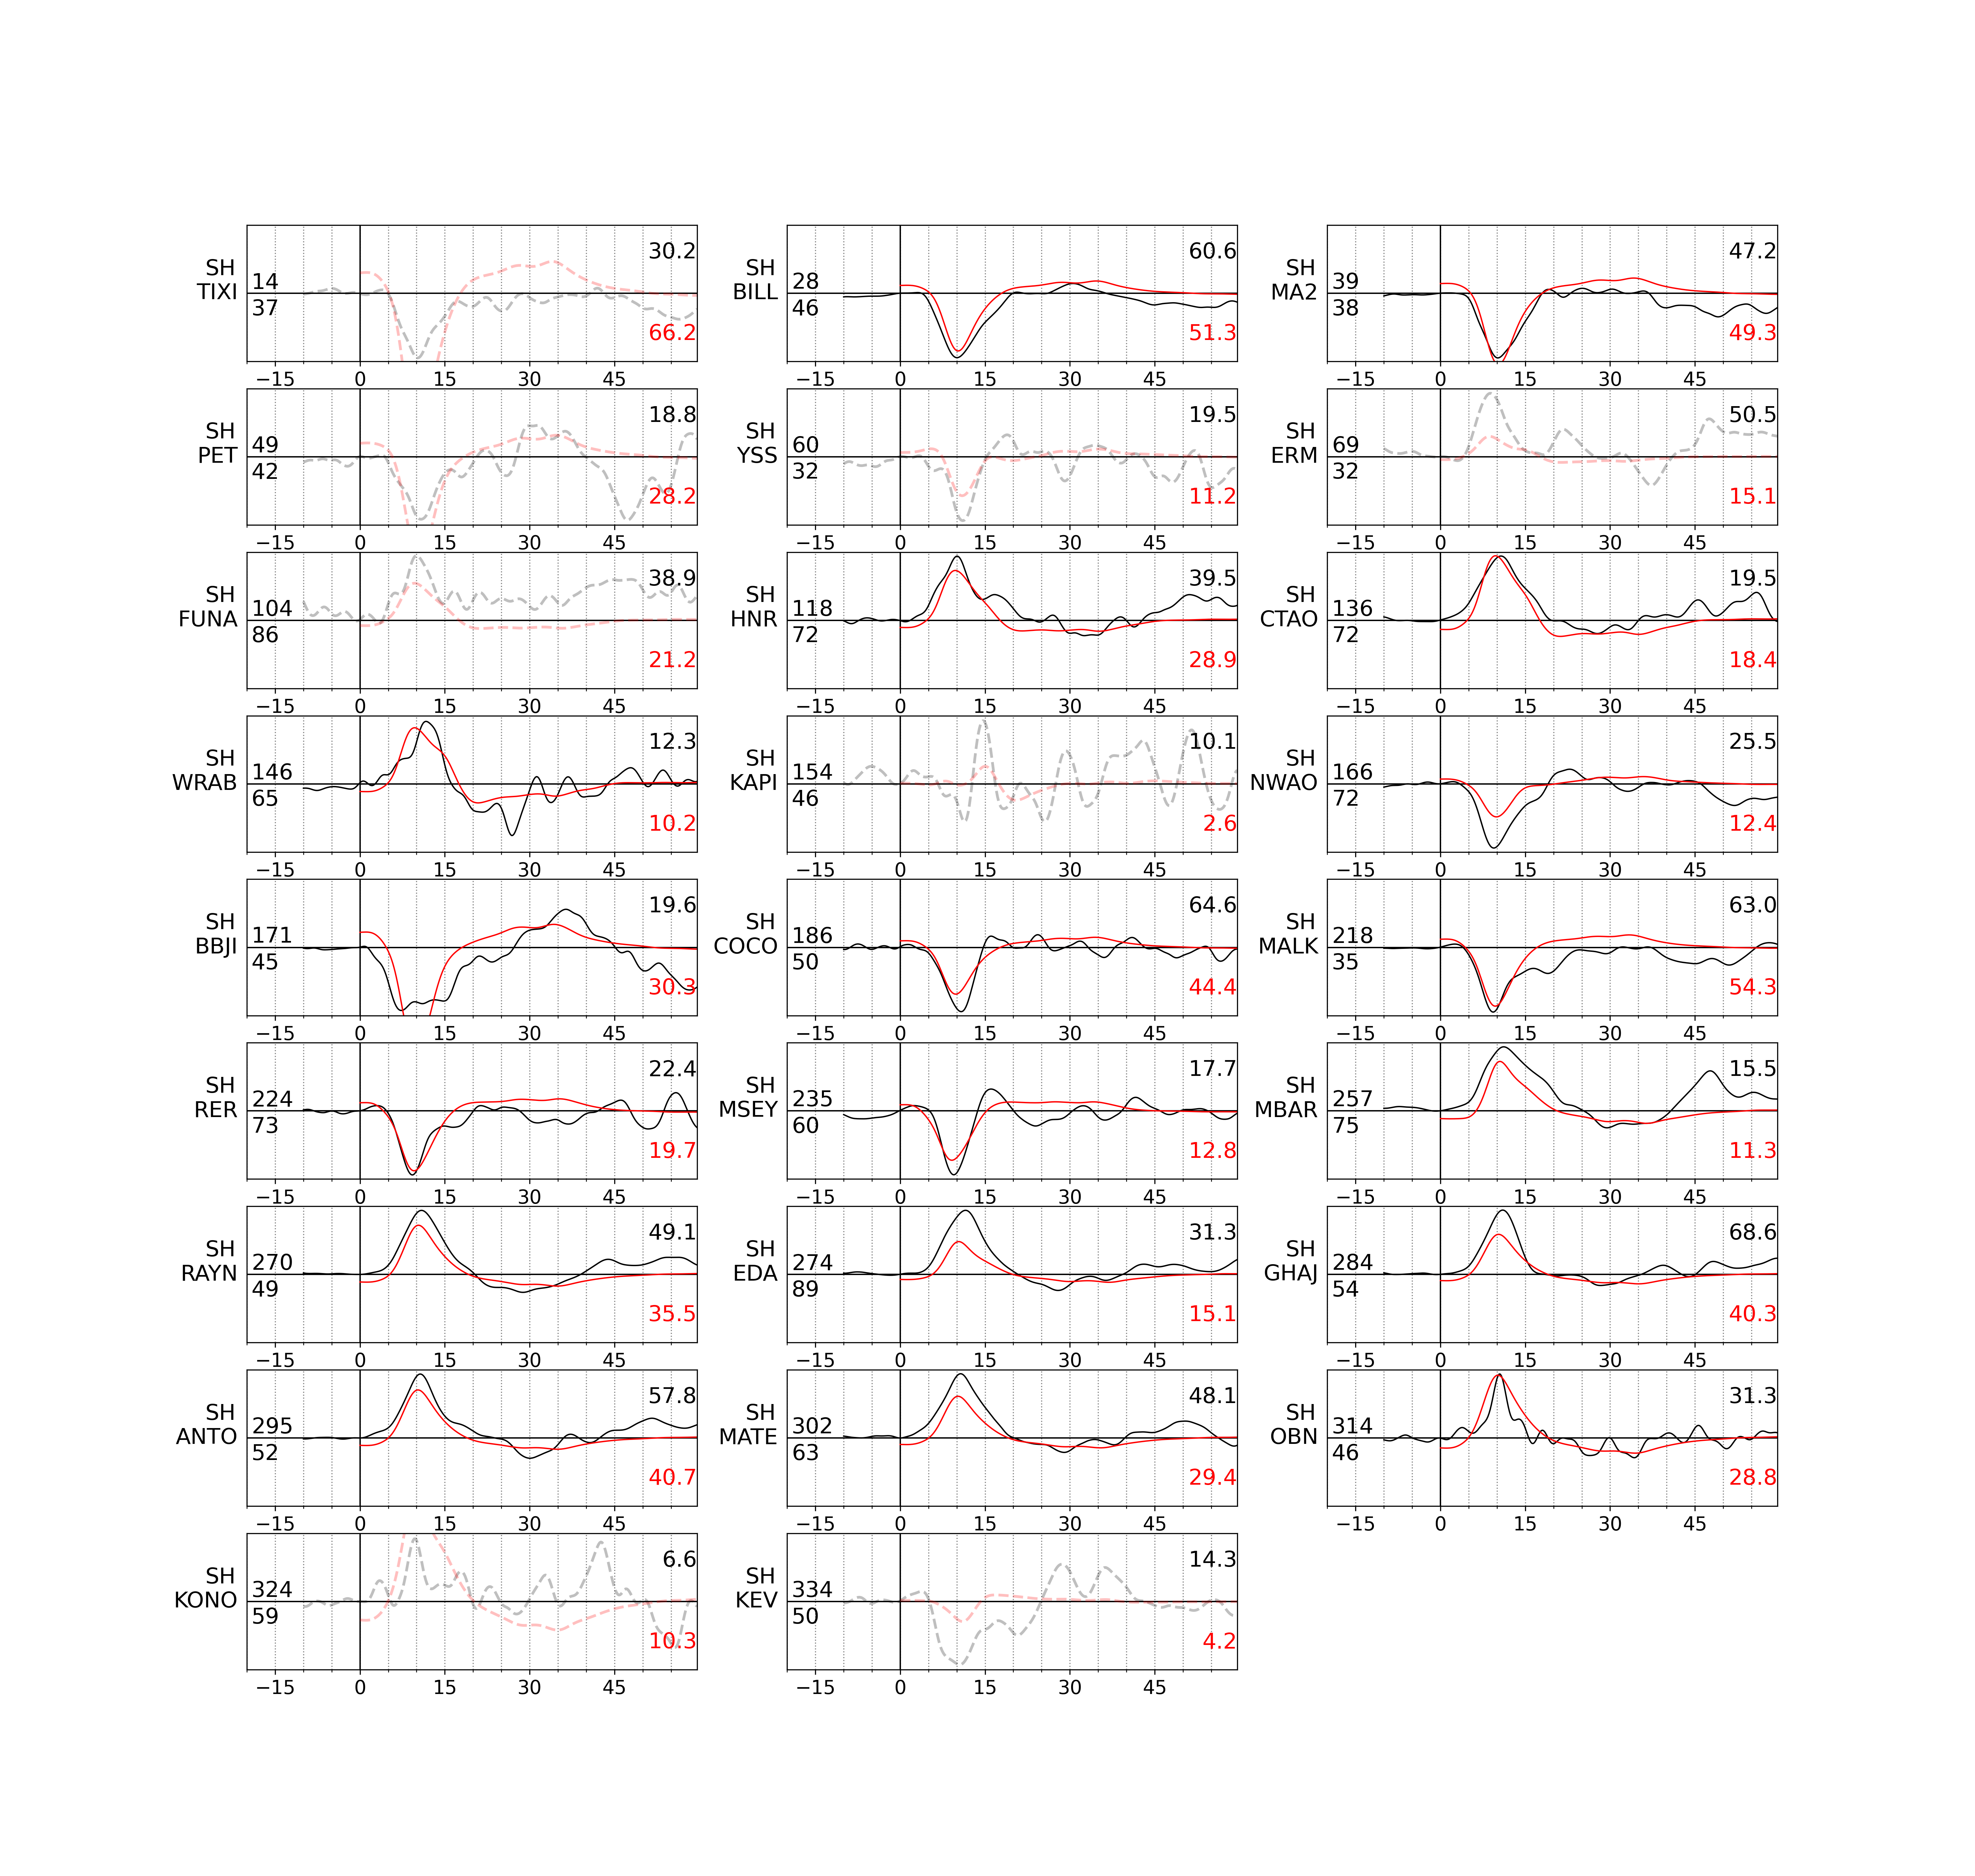 SH
TIXI
14
37
30.2
66.2
−15 0 15 30 45
SH
BILL
28
46
60.6
51.3
−15 0 15 30 45
SH
MA2
39
38
47.2
49.3
−15 0 15 30 45
SH
PET
49
42
18.8
28.2
−15 0 15 30 45
SH
YSS
60
32
19.5
11.2
−15 0 15 30 45
SH
ERM
69
32
50.5
15.1
−15 0 15 30 45
SH
FUNA
104
86
38.9
21.2
−15 0 15 30 45
SH
HNR
118
72
39.5
28.9
−15 0 15 30 45
SH
CTAO
136
72
19.5
18.4
−15 0 15 30 45
SH
WRAB
146
65
12.3
10.2
−15 0 15 30 45
SH
KAPI
154
46
10.1
2.6
−15 0 15 30 45
SH
NWAO
166
72
25.5
12.4
−15 0 15 30 45
SH
BBJI
171
45
19.6
30.3
−15 0 15 30 45
SH
COCO
186
50
64.6
44.4
−15 0 15 30 45
SH
MALK
218
35
63.0
54.3
−15 0 15 30 45
SH
RER
224
73
22.4
19.7
−15 0 15 30 45
SH
MSEY
235
60
17.7
12.8
−15 0 15 30 45
SH
MBAR
257
75
15.5
11.3
−15 0 15 30 45
SH
RAYN
270
49
49.1
35.5
−15 0 15 30 45
SH
EDA
274
89
31.3
15.1
−15 0 15 30 45
SH
GHAJ
284
54
68.6
40.3
−15 0 15 30 45
SH
ANTO
295
52
57.8
40.7
−15 0 15 30 45
SH
MATE
302
63
48.1
29.4
−15 0 15 30 45
SH
OBN
314
46
31.3
28.8
−15 0 15 30 45
SH
KONO
324
59
6.6
10.3
−15 0 15 30 45
SH
KEV
334
50
14.3
4.2
−15 0 15 30 45